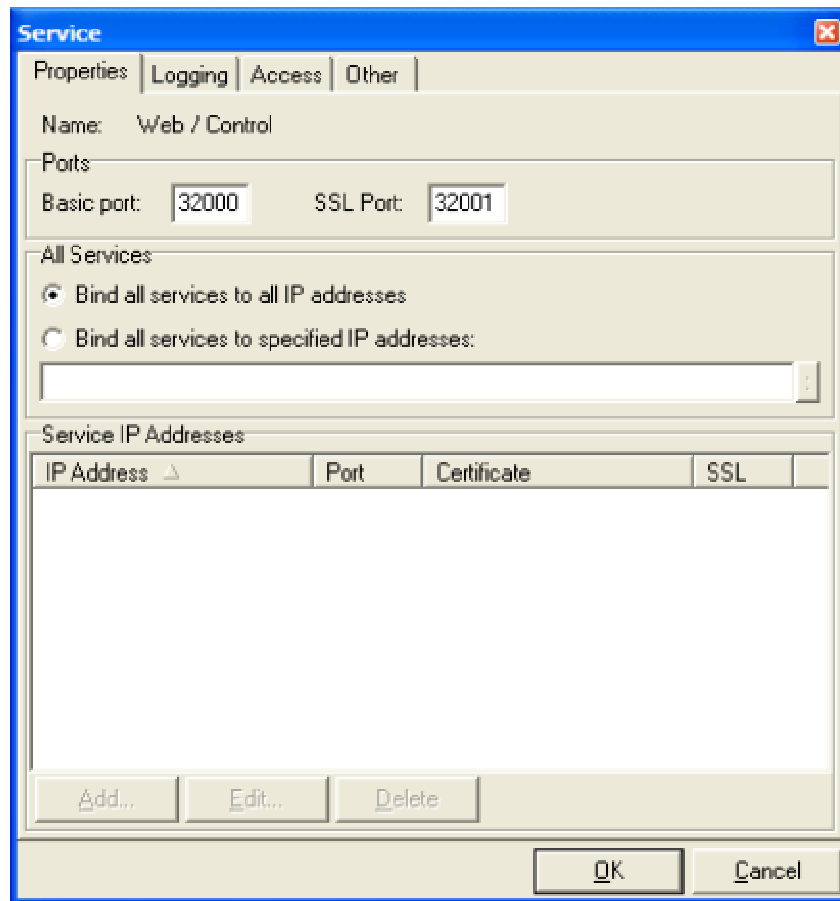 Service
Properties Logging Access Other
Name: Web / Control
Ports
Basic port: 32000 SSL Port: 32001
All Services
Bind all services to all IP addresses
Bind all services to specified IP addresses:
Service IP Addresses
IP Address Port Certificate SSL
Add... Edit... Delete
OK Cancel